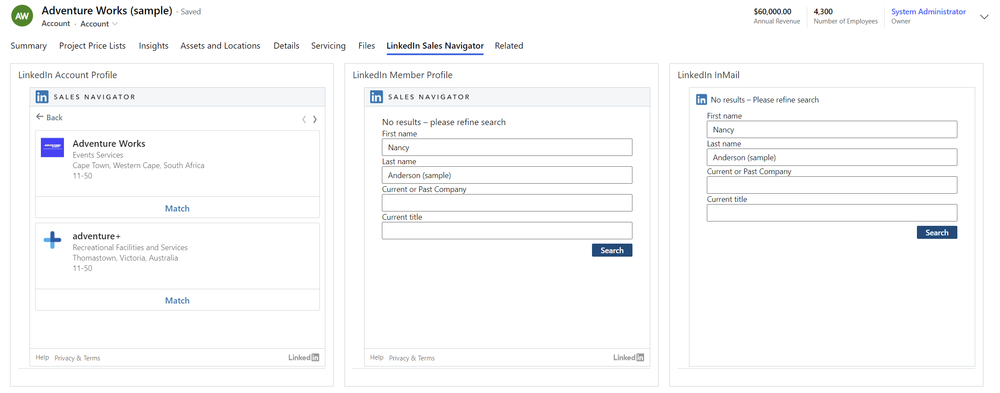 AW
Adventure Works (sample) - Saved
Account · Account
$60,000.00
Annual Revenue
4,300
Number of Employees
System Administrator
Owner
Summary Project Price Lists Insights Assets and Locations Details Servicing Files LinkedIn Sales Navigator Related
LinkedIn Account Profile
in SALES NAVIGATOR
Back
Adventure Works
Events Services
Cape Town, Western Cape, South Africa
11-50
Match
adventure+
Recreational Facilities and Services
Thomastown, Victoria, Australia
11-50
Match
Help Privacy & Terms LinkedIn
LinkedIn Member Profile
in SALES NAVIGATOR
No results – please refine search
First name
Nancy
Last name
Anderson (sample)
Current or Past Company
Current title
Search
Help Privacy & Terms LinkedIn
LinkedIn InMail
in No results – Please refine search
First name
Nancy
Last name
Anderson (sample)
Current or Past Company
Current title
Search